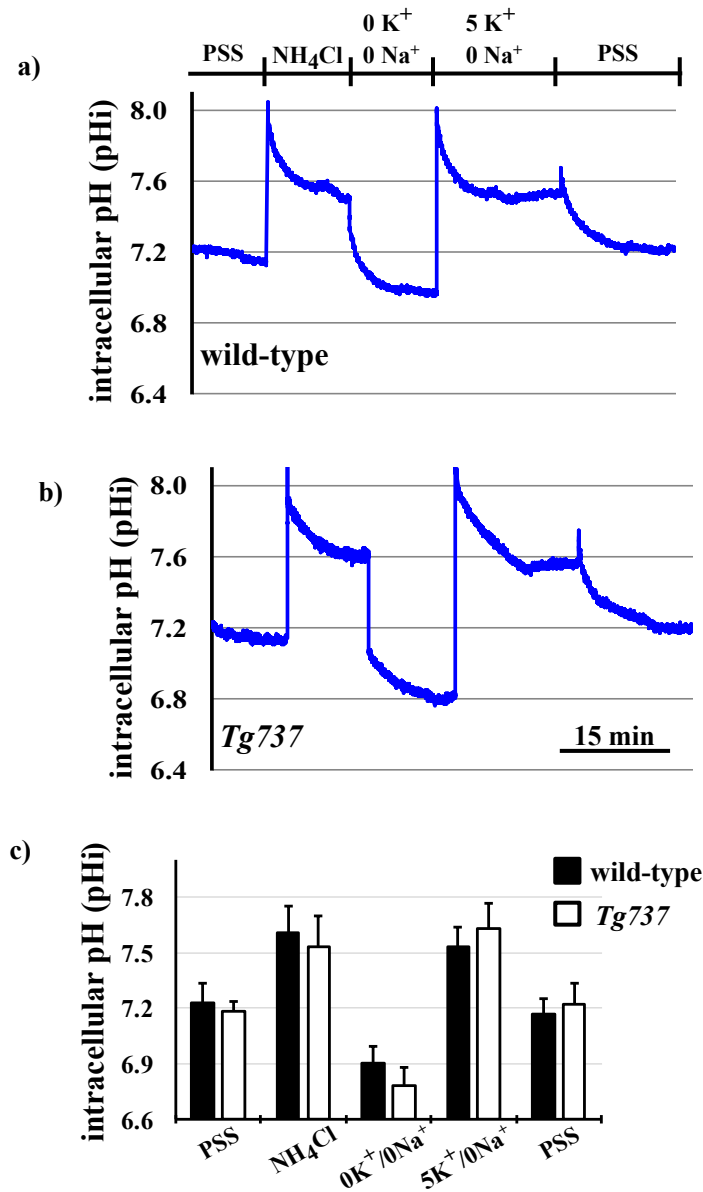 a)
0 K⁺ 5 K⁺
PSS NH₄Cl 0 Na⁺ 0 Na⁺ PSS
intracellular pH (pHi)
8.0
7.6
7.2
6.8
6.4
wild-type
b)
intracellular pH (pHi)
8.0
7.6
7.2
6.8
6.4
Tg737
15 min
c)
intracellular pH (pHi)
7.8
7.5
7.2
6.9
6.6
wild-type
Tg737
PSS NH₄Cl 0K⁺/0Na⁺ 5K⁺/0Na⁺ PSS